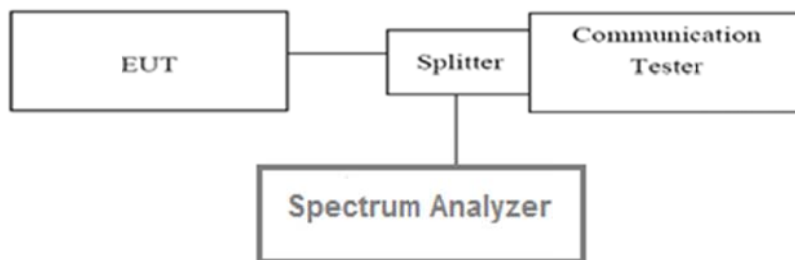 EUT
Splitter
Communication
Tester
Spectrum Analyzer